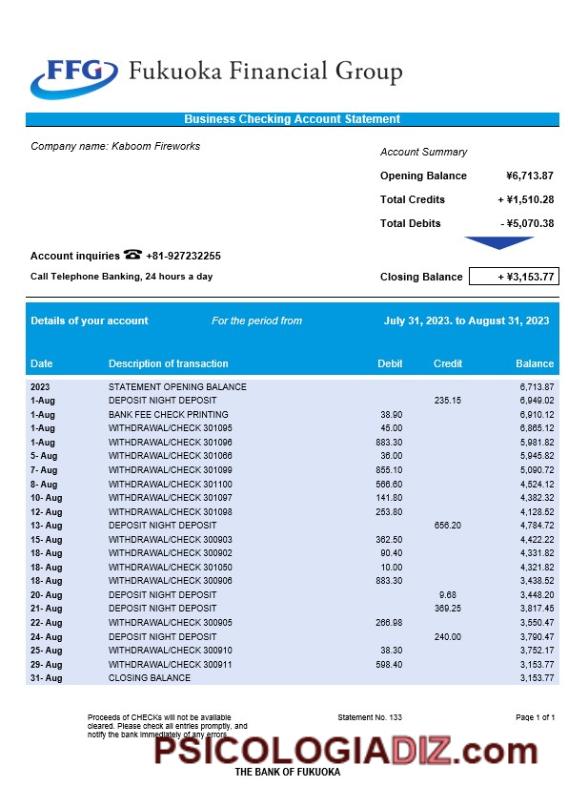 FFG Fukuoka Financial Group
Business Checking Account Statement
Company name: Kaboom Fireworks
Account Summary
Opening Balance ¥6,713.87
Total Credits + ¥1,510.28
Total Debits - ¥5,070.38
Account inquiries ☎ +81-927232255
Call Telephone Banking, 24 hours a day
Closing Balance + ¥3,153.77
Details of your account For the period from July 31, 2023. to August 31, 2023
Date Description of transaction Debit Credit Balance
2023 STATEMENT OPENING BALANCE 6,713.87
1-Aug DEPOSIT NIGHT DEPOSIT 235.15 6,949.02
1-Aug BANK FEE CHECK PRINTING 38.90 6,910.12
1-Aug WITHDRAWAL/CHECK 301095 45.00 6,865.12
1-Aug WITHDRAWAL/CHECK 301096 883.30 5,981.82
5- Aug WITHDRAWAL/CHECK 301066 36.00 5,945.82
7- Aug WITHDRAWAL/CHECK 301099 855.10 5,090.72
8- Aug WITHDRAWAL/CHECK 301100 566.60 4,524.12
10- Aug WITHDRAWAL/CHECK 301097 141.80 4,382.32
12- Aug WITHDRAWAL/CHECK 301098 253.80 4,128.52
13- Aug DEPOSIT NIGHT DEPOSIT 656.20 4,784.72
15- Aug WITHDRAWAL/CHECK 300903 362.50 4,422.22
18- Aug WITHDRAWAL/CHECK 300902 90.40 4,331.82
18- Aug WITHDRAWAL/CHECK 301050 10.00 4,321.82
18- Aug WITHDRAWAL/CHECK 300906 883.30 3,438.52
20- Aug DEPOSIT NIGHT DEPOSIT 9.68 3,448.20
21- Aug DEPOSIT NIGHT DEPOSIT 369.25 3,817.45
22- Aug WITHDRAWAL/CHECK 300905 266.98 3,550.47
24- Aug DEPOSIT NIGHT DEPOSIT 240.00 3,790.47
25- Aug WITHDRAWAL/CHECK 300910 38.30 3,752.17
29- Aug WITHDRAWAL/CHECK 300911 598.40 3,153.77
31- Aug CLOSING BALANCE 3,153.77
Proceeds of CHECKs will not be available
cleared. Please check all entries promptly, and
notify the bank immediately of any errors.
Statement No. 133
Page 1 of 1
PSICOLOGIADIZ.com
THE BANK OF FUKUOKA